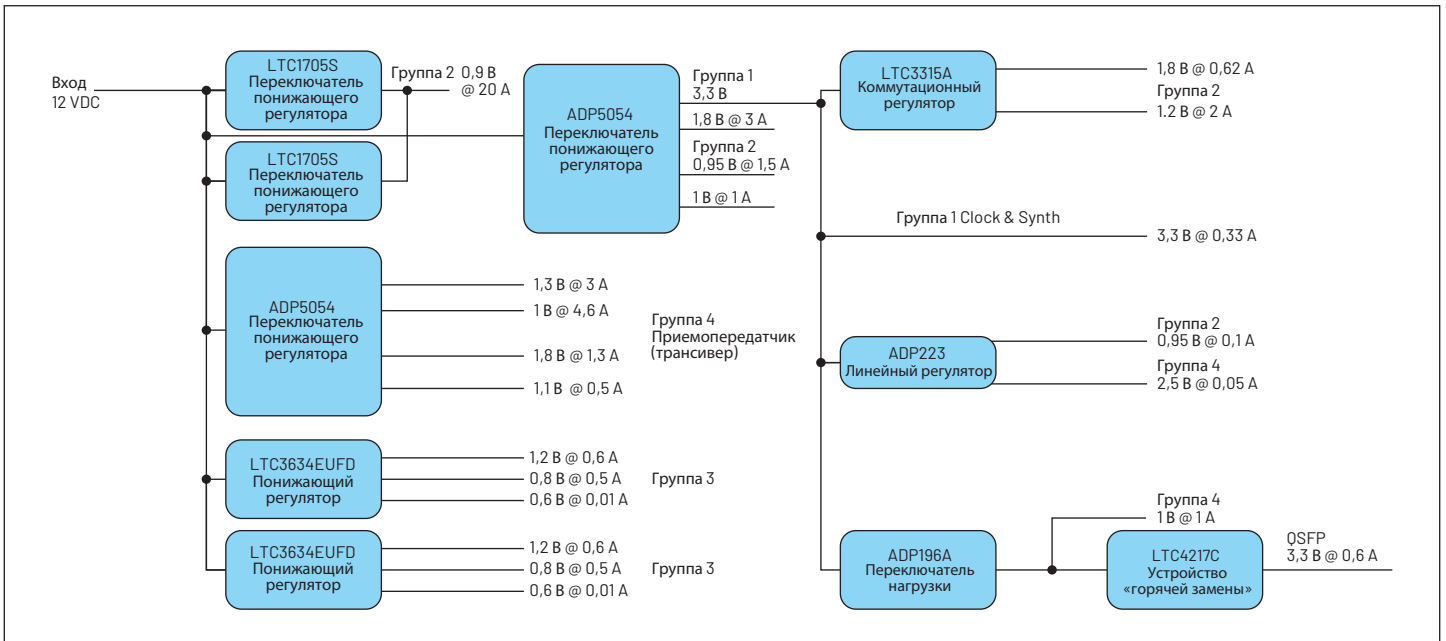 Вход
12 VDC
LTC1705S
Переключатель
понижающего
регулятора
Группа 2 0,9 В
@ 20 А
LTC1705S
Переключатель
понижающего
регулятора
ADP5054
Переключатель
понижающего
регулятора
Группа 1
3,3 В
1,8 В @ 3 А
Группа 2
0,95 В @ 1,5 А
1 В @ 1 А
ADP5054
Переключатель
понижающего
регулятора
1,3 В @ 3 А
1 В @ 4,6 А
1,8 В @ 1,3 А
1,1 В @ 0,5 А
Группа 4
Приемопередатчик
(трансивер)
LTC3634EUFD
Понижающий
регулятор
1,2 В @ 0,6 А
0,8 В @ 0,5 А
0,6 В @ 0,01 А
Группа 3
LTC3634EUFD
Понижающий
регулятор
1,2 В @ 0,6 А
0,8 В @ 0,5 А
0,6 В @ 0,01 А
Группа 3
LTC3315A
Коммутационный
регулятор
1,8 В @ 0,62 А
Группа 2
1.2 В @ 2 А
Группа 1 Clock & Synth
3,3 В @ 0,33 А
ADP223
Линейный регулятор
Группа 2
0,95 В @ 0,1 А
Группа 4
2,5 В @ 0,05 А
ADP196A
Переключатель
нагрузки
Группа 4
1 В @ 1 А
LTC4217C
Устройство
«горячей замены»
QSFP
3,3 В @ 0,6 А